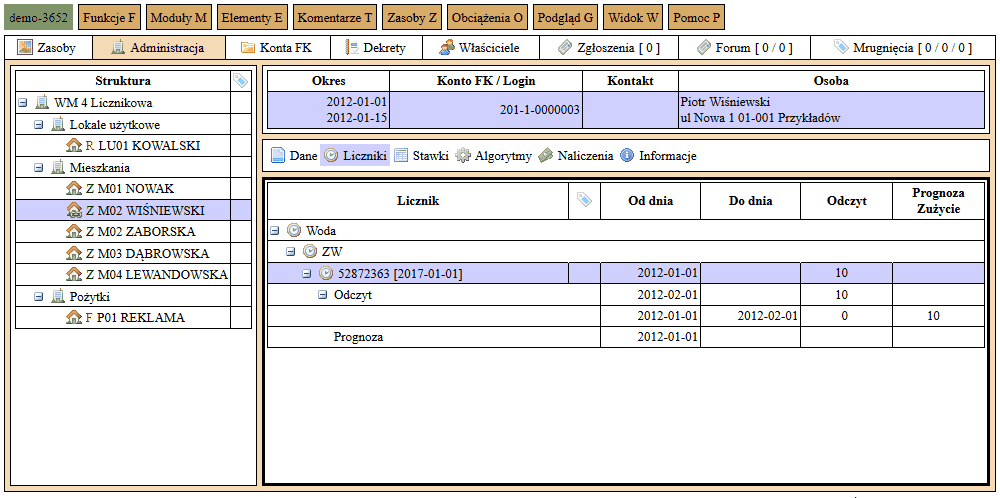 demo-3652 Funkcje F Moduły M Elementy E Komentarze T Zasoby Z Obciążenia O Podgląd G Widok W Pomoc P
Zasoby Administracja Konta FK Dekrety Właściciele Zgłoszenia [ 0 ] Forum [ 0 / 0 ] Mrugnięcia [ 0 / 0 / 0 ]
Struktura
WM 4 Licznikowa
Lokale użytkowe
R LU01 KOWALSKI
Mieszkania
Z M01 NOWAK
Z M02 WIŚNIEWSKI
Z M02 ZABORSKA
Z M03 DĄBROWSKA
Z M04 LEWANDOWSKA
Pożytki
F P01 REKLAMA
Okres Konto FK / Login Kontakt Osoba
2012-01-01
2012-01-15
201-1-0000003
Piotr Wiśniewski
ul Nowa 1 01-001 Przykładów
Dane Liczniki Stawki Algorytmy Naliczenia Informacje
Licznik Od dnia Do dnia Odczyt Prognoza
Zużycie
Woda
ZW
52872363 [2017-01-01] 2012-01-01 10
Odczyt 2012-02-01 10
2012-01-01 2012-02-01 0 10
Prognoza 2012-01-01